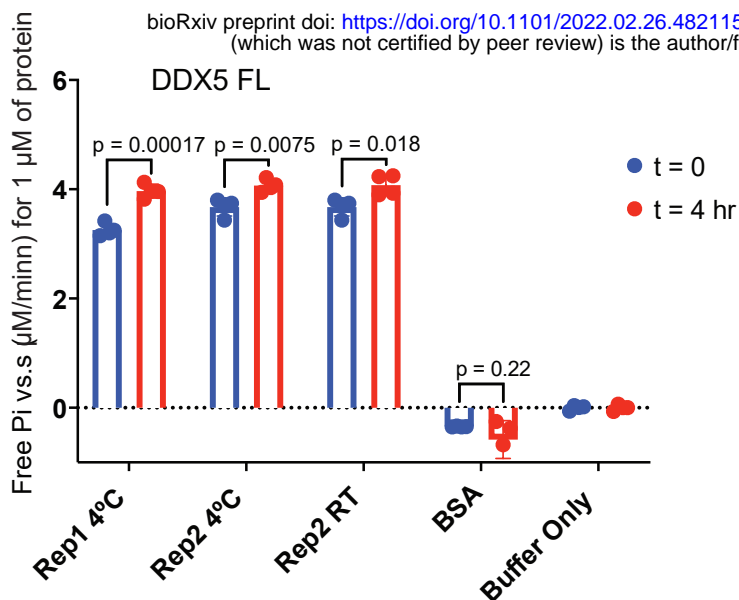 bioRxiv preprint doi: https://doi.org/10.1101/2022.02.26.482115
(which was not certified by peer review) is the author/f
DDX5 FL
Free Pi vs.s (µM/minn) for 1 µM of protein
6
4
2
0
p = 0.00017
p = 0.0075
p = 0.018
p = 0.22
t = 0
t = 4 hr
Rep1 4ºC
Rep2 4ºC
Rep2 RT
BSA
Buffer Only